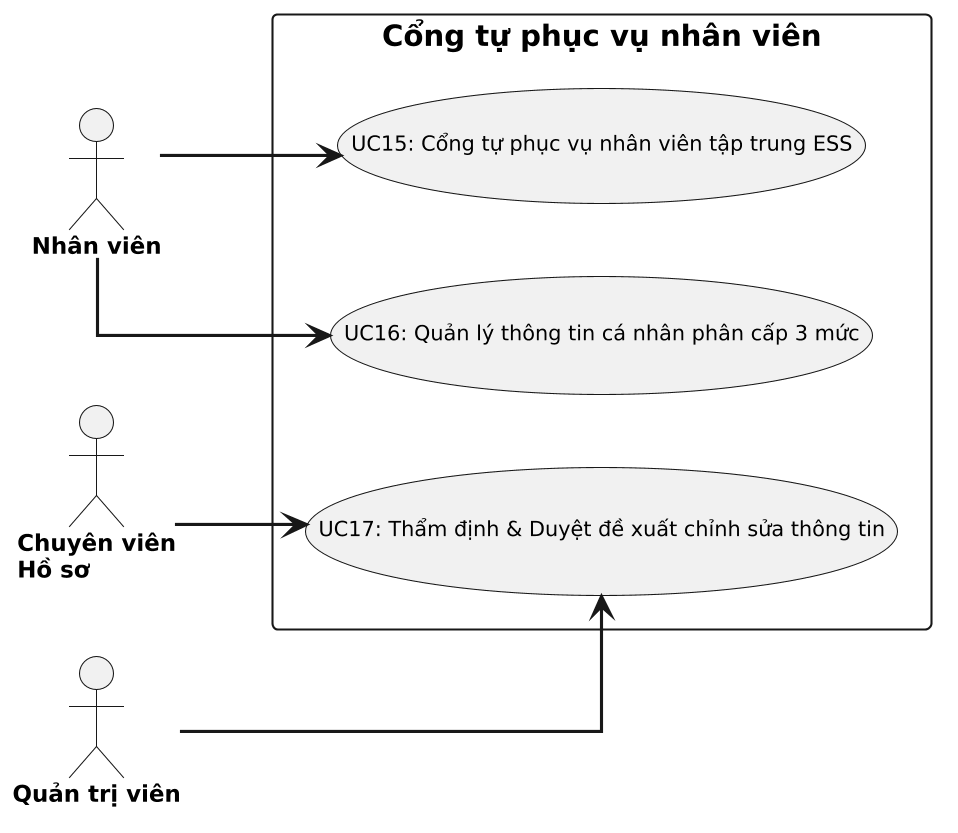 Cổng tự phục vụ nhân viên
UC15: Cổng tự phục vụ nhân viên tập trung ESS
Nhân viên
UC16: Quản lý thông tin cá nhân phân cấp 3 mức
UC17: Thẩm định & Duyệt đề xuất chỉnh sửa thông tin
Chuyên viên
Hồ sơ
Quản trị viên